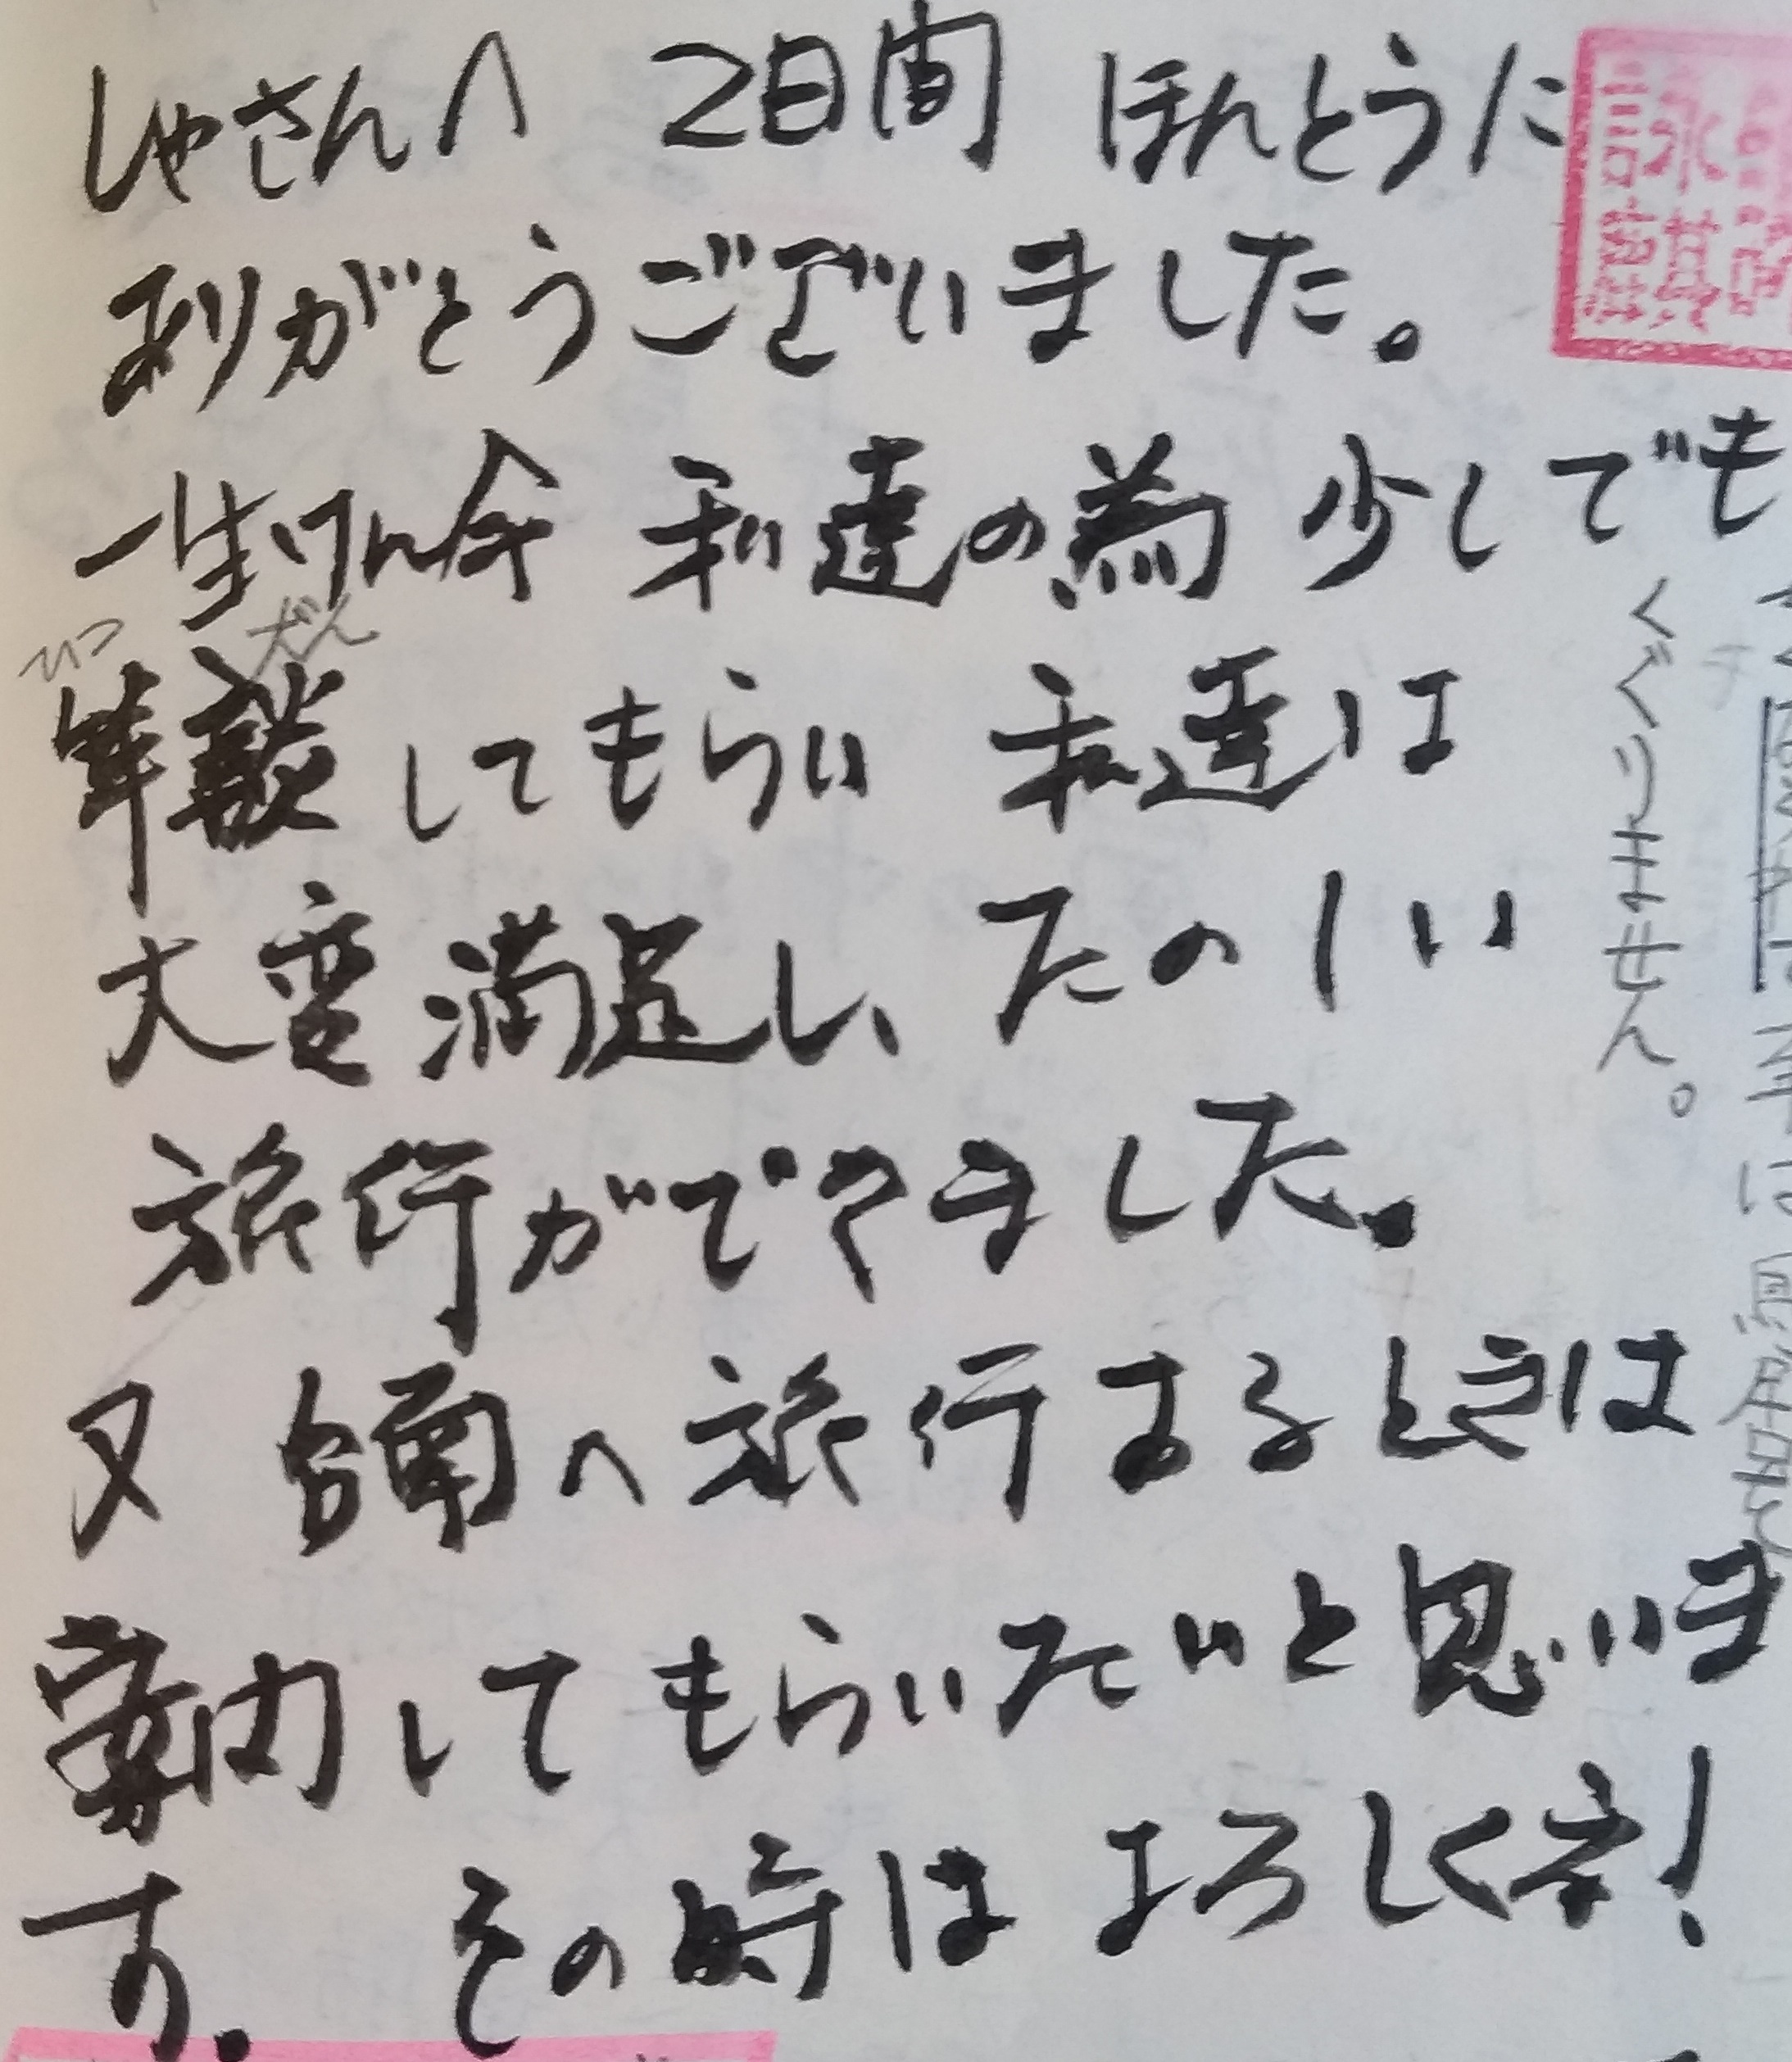 しゃさんへ 2日間 ほんとうに
ありがとうございました。
一生けん命 私達の為 少しでも
ひつ だん
筆談してもらい 私達は
大変満足し、たのしい
旅行ができました。
又 台南へ旅行するときは
案内してもらいたいと思いま
す。 その時は よろしく!
くぐりません。